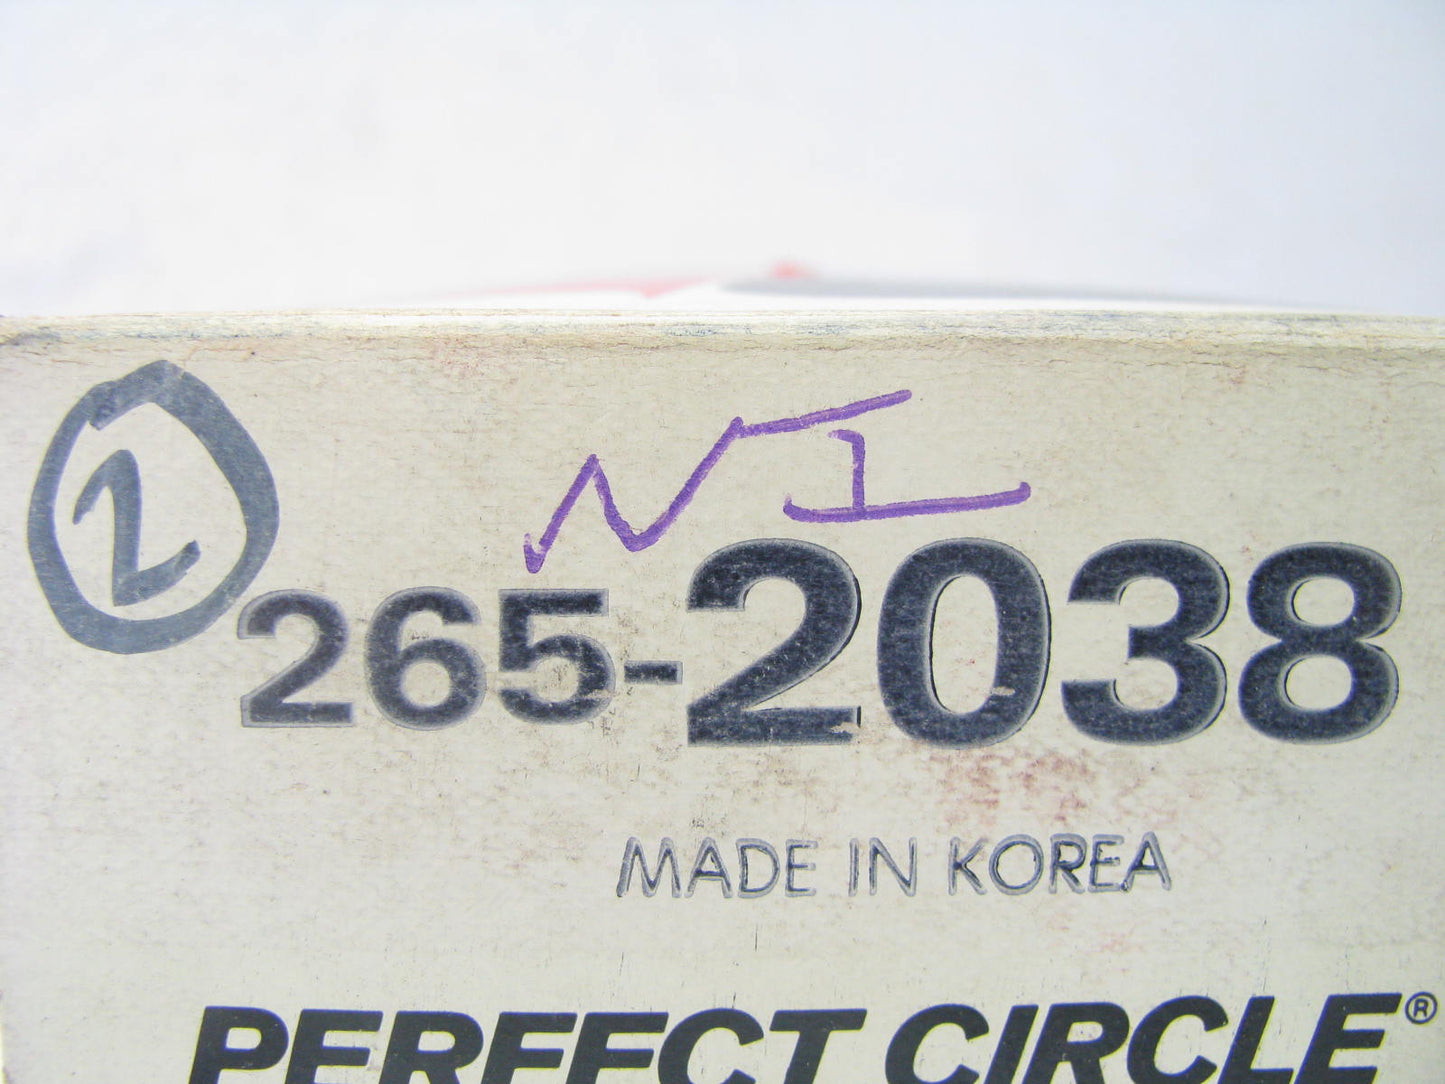 2
NI
265-2038
MADE IN KOREA
PERFECT CIRCLE®